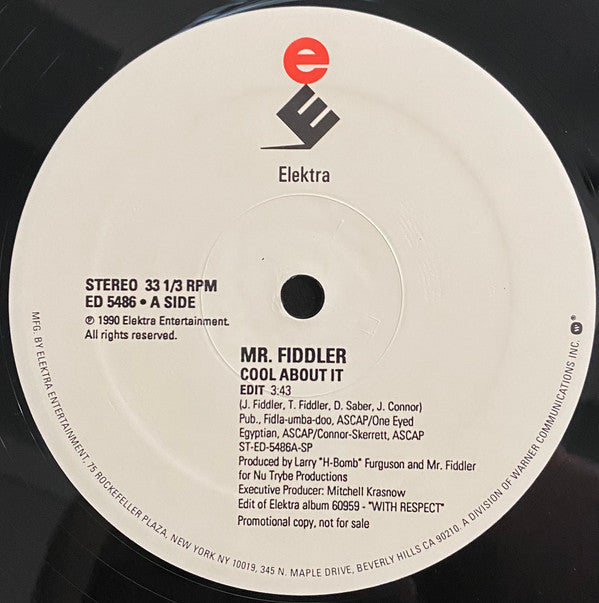 e
E
Elektra
STEREO 33 1/3 RPM
ED 5486 • A SIDE
℗ 1990 Elektra Entertainment.
All rights reserved.
MR. FIDDLER
COOL ABOUT IT
EDIT 3:43
(J. Fiddler, T. Fiddler, D. Saber, J. Connor)
Pub., Fidla-umba-doo, ASCAP/One Eyed
Egyptian, ASCAP/Connor-Skerrett, ASCAP
ST-ED-5486A-SP
Produced by Larry "H-Bomb" Furguson and Mr. Fiddler
for Nu Trybe Productions
Executive Producer: Mitchell Krasnow
Edit of Elektra album 60959 - "WITH RESPECT"
Promotional copy, not for sale
MFG. BY ELEKTRA ENTERTAINMENT, 75 ROCKEFELLER PLAZA, NEW YORK NY 10019, 345 N. MAPLE DRIVE, BEVERLY HILLS CA 90210. A DIVISION OF WARNER COMMUNICATIONS INC. W ®